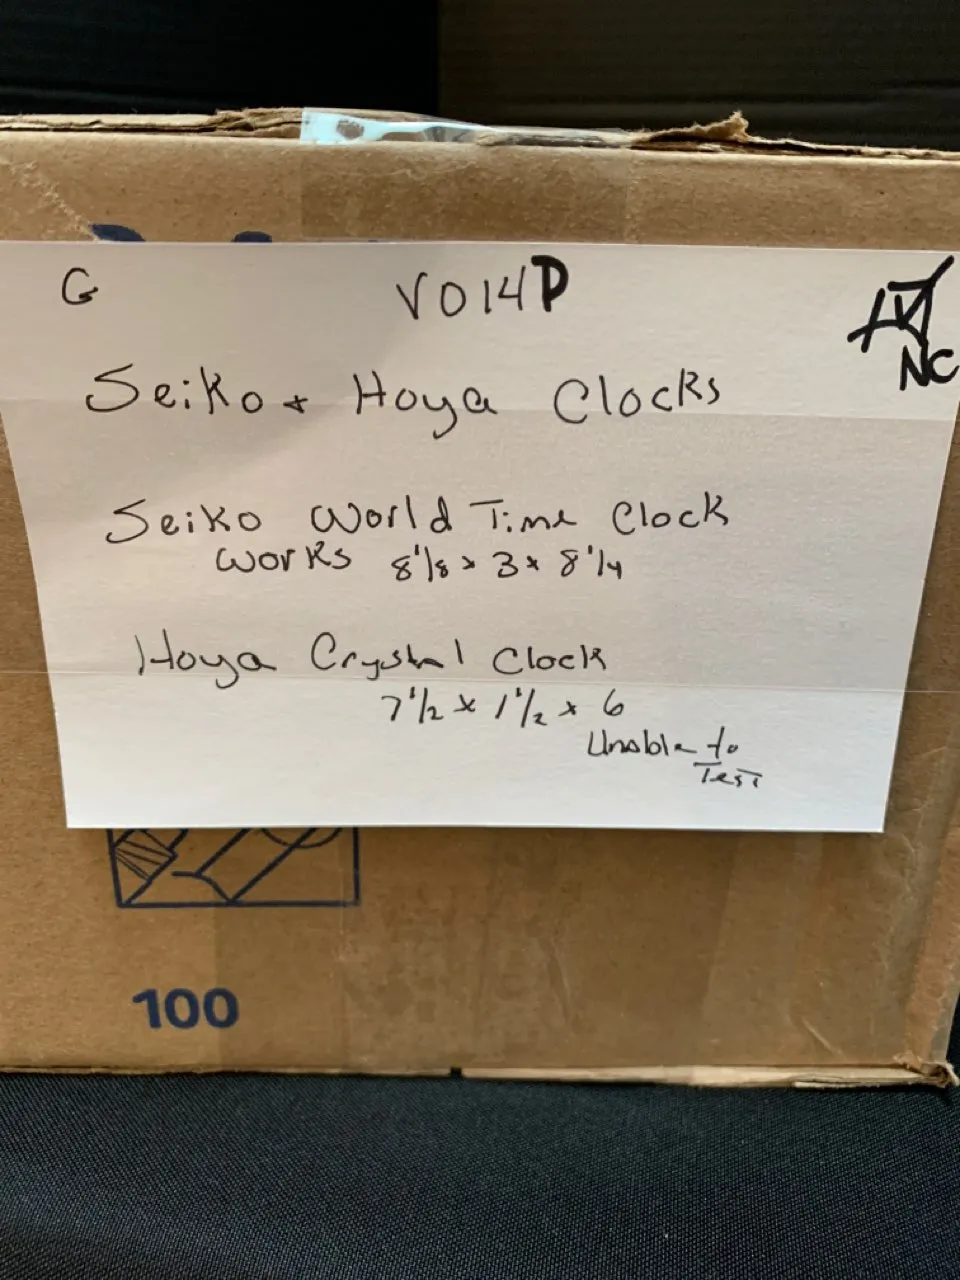 G
V014D
NC
Seiko + Hoya Clocks
Seiko World Time Clock
Works 8 1/8 x 3 x 8 1/4
Hoya Crystal Clock
7 1/2 x 1 1/2 x 6
Unable to
Test
100